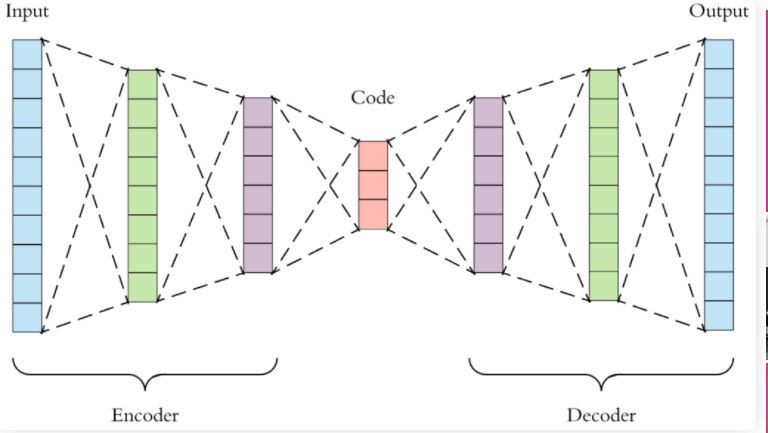 Input
Output
Code
Encoder
Decoder